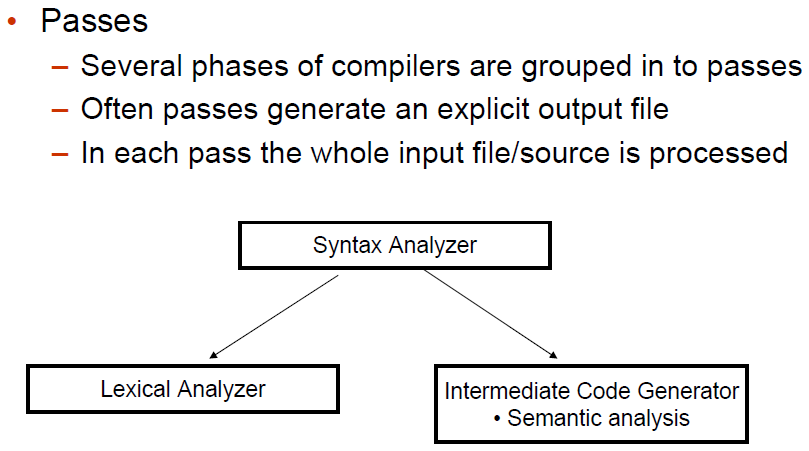 • Passes
– Several phases of compilers are grouped in to passes
– Often passes generate an explicit output file
– In each pass the whole input file/source is processed
Syntax Analyzer
Lexical Analyzer
Intermediate Code Generator
• Semantic analysis